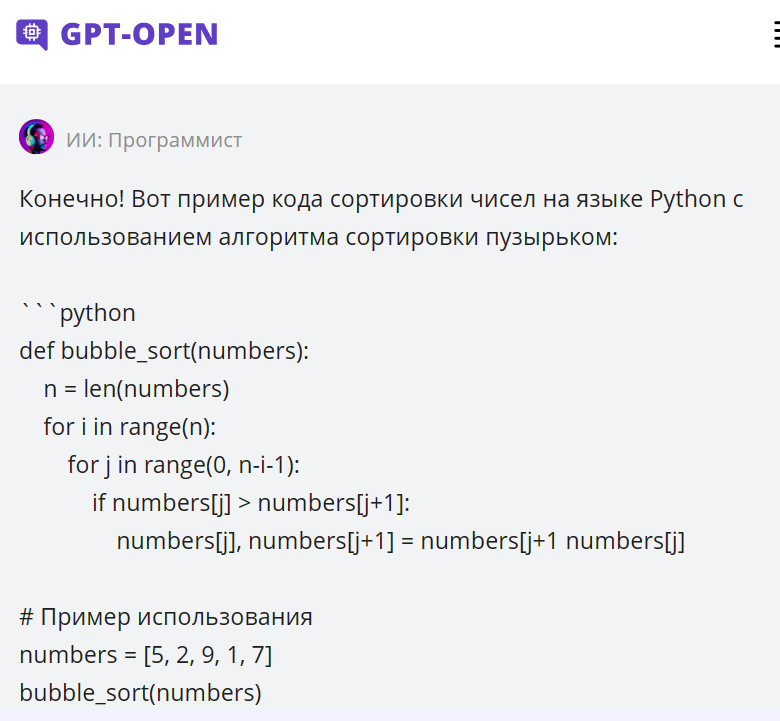 GPT-OPEN
ИИ: Программист
Конечно! Вот пример кода сортировки чисел на языке Python с
использованием алгоритма сортировки пузырьком:
```python
def bubble_sort(numbers):
    n = len(numbers)
    for i in range(n):
        for j in range(0, n-i-1):
            if numbers[j] > numbers[j+1]:
                numbers[j], numbers[j+1] = numbers[j+1 numbers[j]
# Пример использования
numbers = [5, 2, 9, 1, 7]
bubble_sort(numbers)